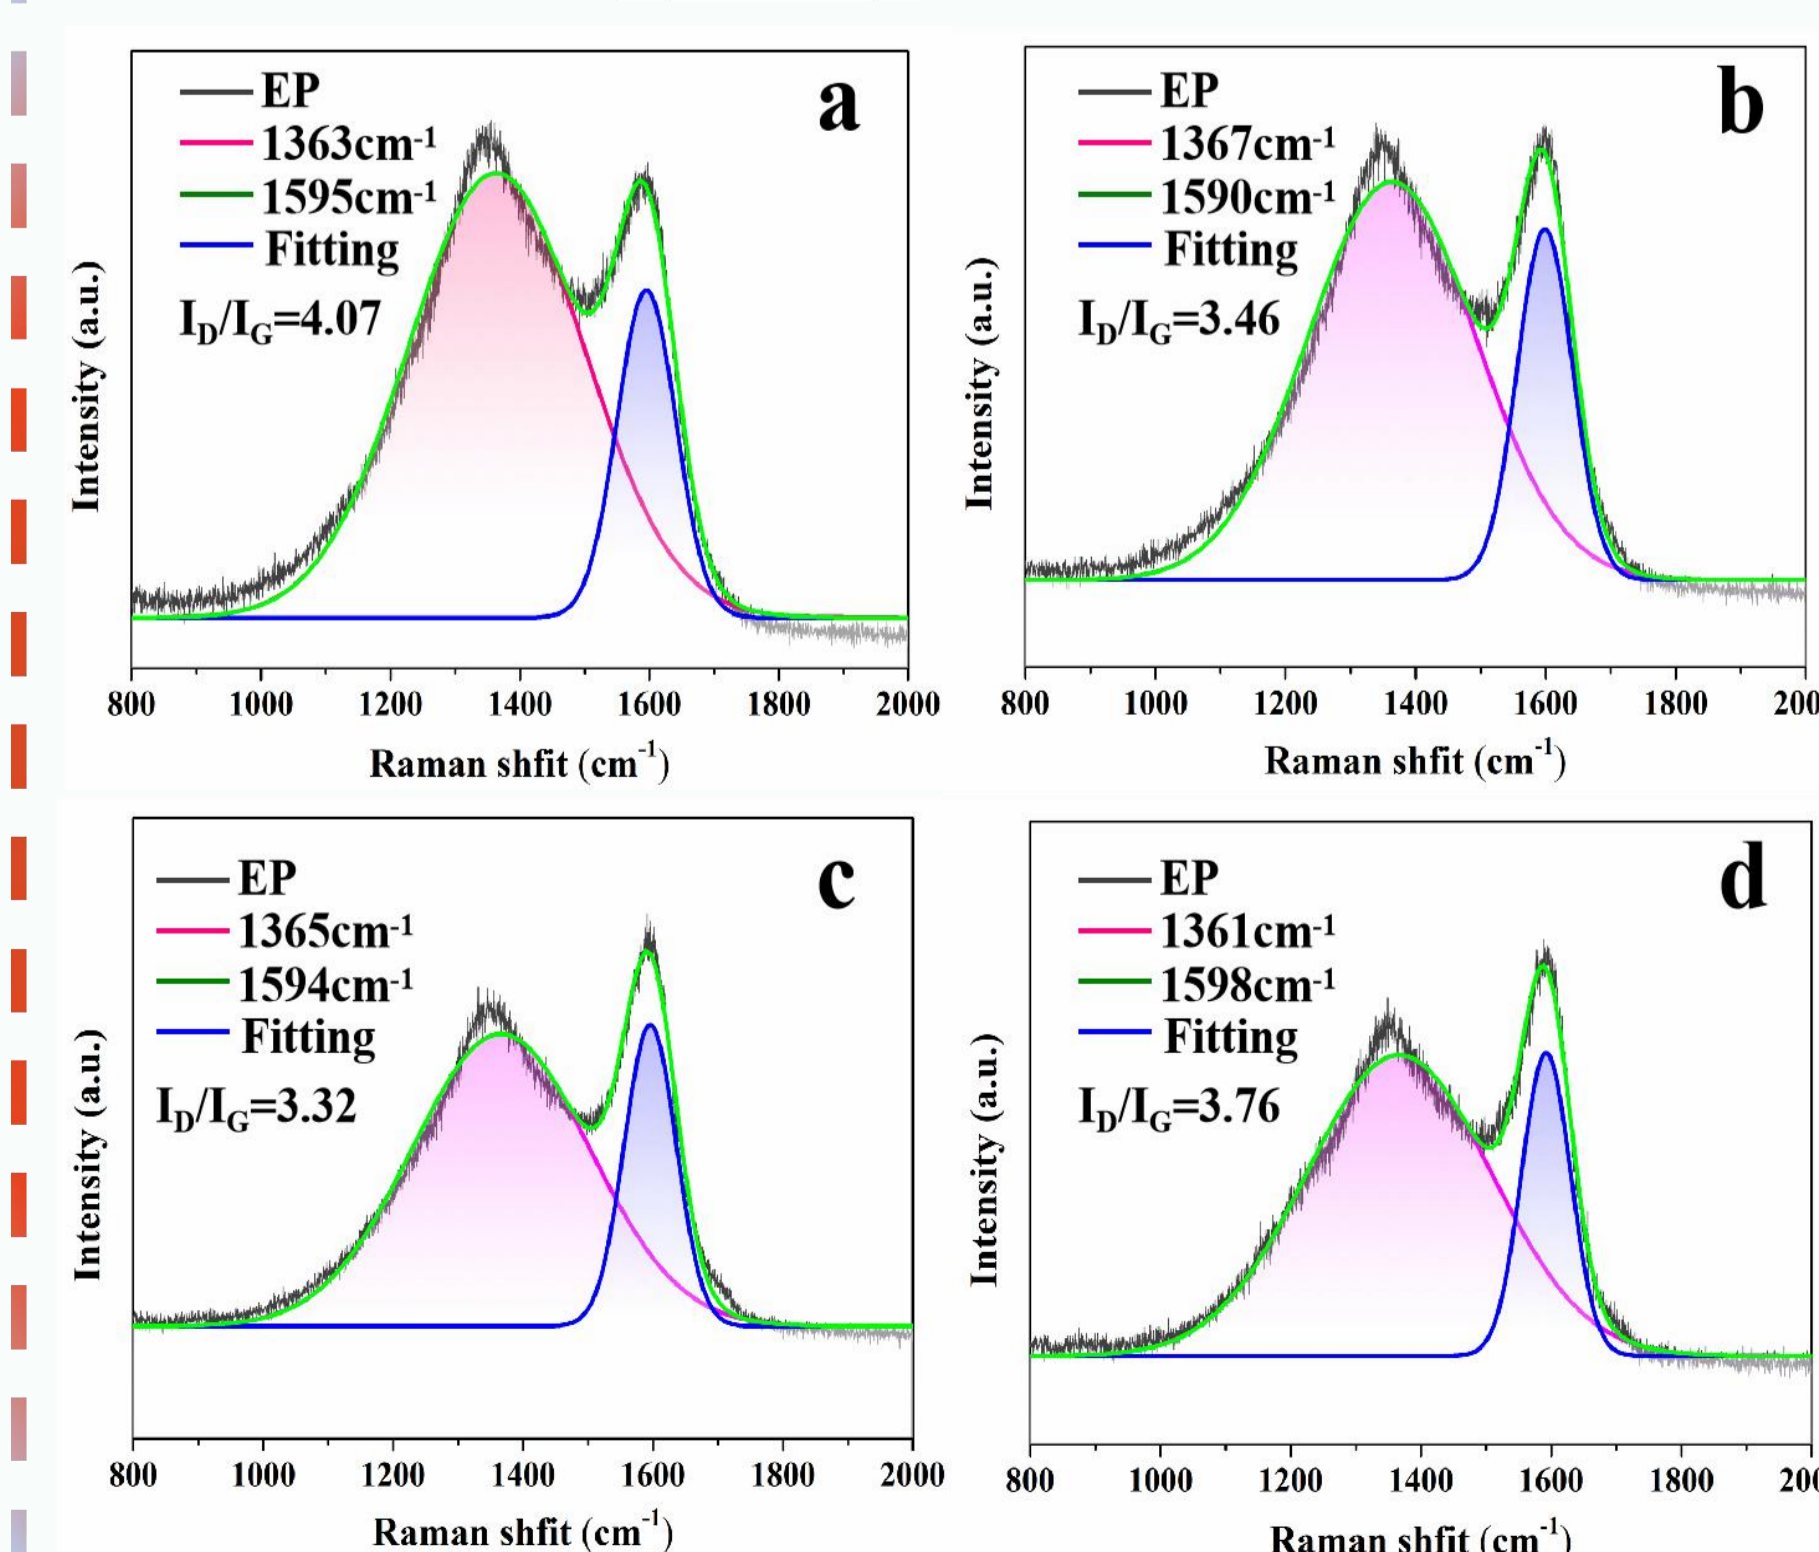 a
EP
1363cm-1
1595cm-1
Fitting
ID/IG=4.07
Intensity (a.u.)
800 1000 1200 1400 1600 1800 2000
Raman shfit (cm-1)
b
EP
1367cm-1
1590cm-1
Fitting
ID/IG=3.46
Intensity (a.u.)
800 1000 1200 1400 1600 1800 200
Raman shfit (cm-1)
c
EP
1365cm-1
1594cm-1
Fitting
ID/IG=3.32
Intensity (a.u.)
800 1000 1200 1400 1600 1800 2000
Raman shfit (cm-1)
d
EP
1361cm-1
1598cm-1
Fitting
ID/IG=3.76
Intensity (a.u.)
800 1000 1200 1400 1600 1800 200
Raman shfit (cm-1)